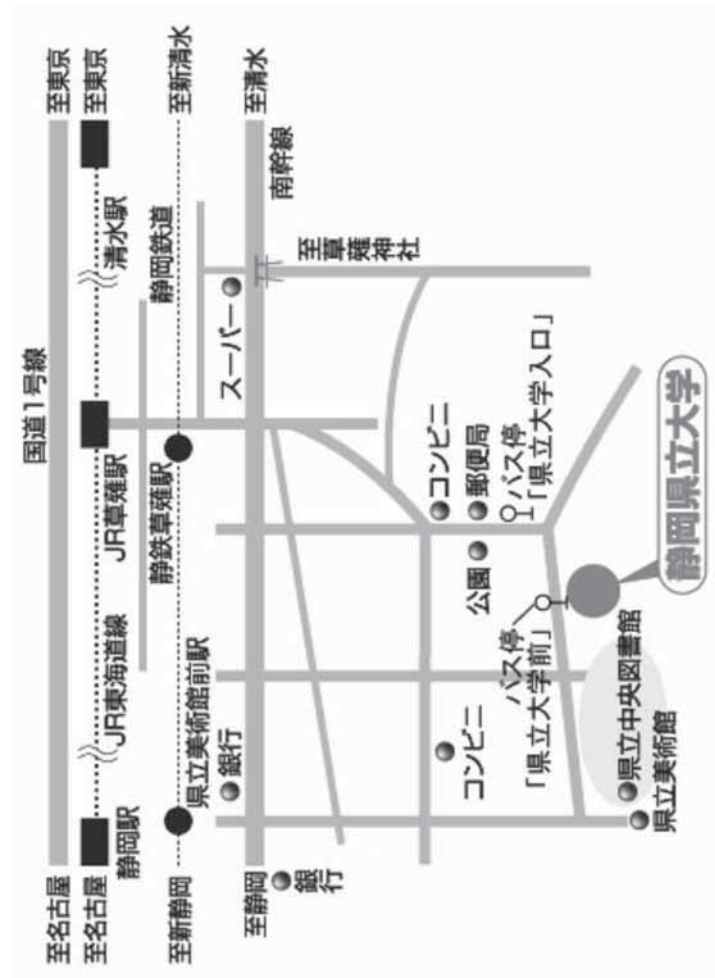 至名古屋
国道1号線
至東京
至名古屋
静岡駅
JR東海道線
JR草薙駅
清水駅
至東京
至新静岡
県立美術館前駅
静鉄草薙駅
静岡鉄道
至新清水
至静岡
銀行
スーパー
至清水
南幹線
銀行
至草薙神社
コンビニ
公園
コンビニ
郵便局
バス停
「県立大学入口」
バス停
「県立大学前」
県立中央図書館
県立美術館
静岡県立大学